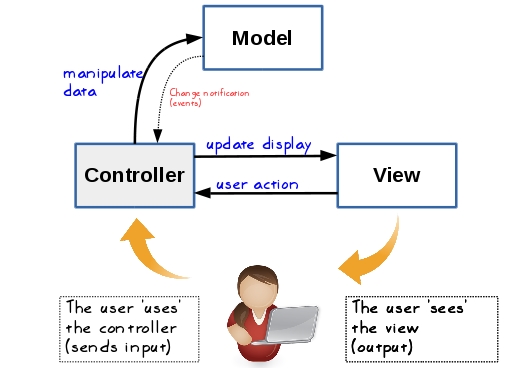 Model
manipulate
data
Change notification
(events)
update display
Controller
View
user action
The user 'uses'
the controller
(sends input)
The user 'sees'
the view
(output)